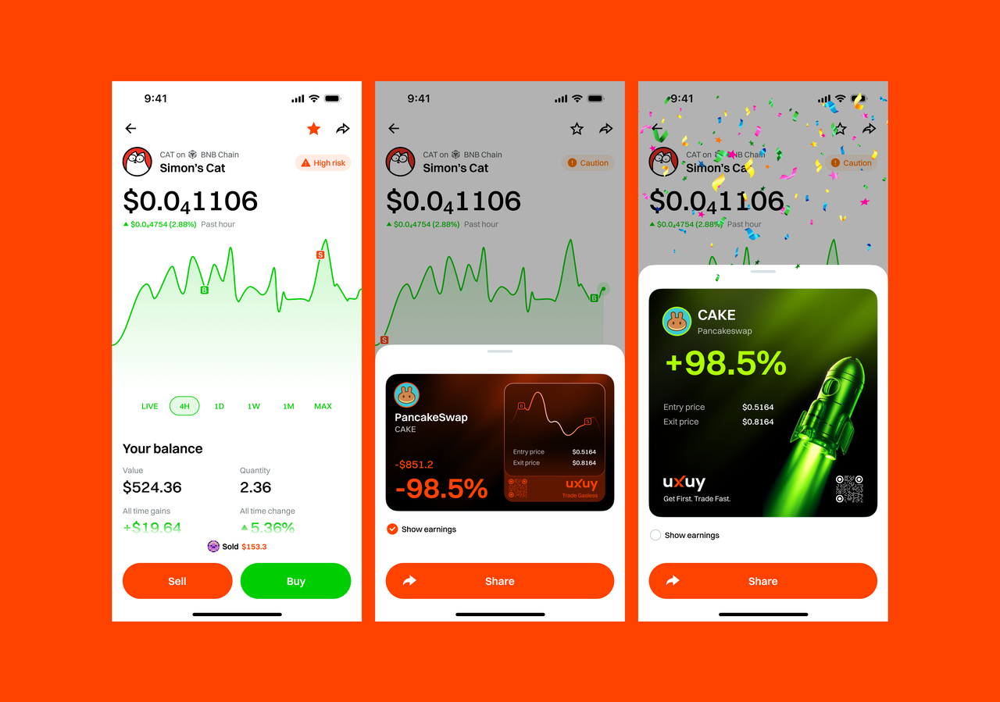 9:41
CAT on BNB Chain
Simon's Cat
High risk
$0.0₄1106
$0.0₄4754 (2.88%) Past hour
S
B
LIVE 4H 1D 1W 1M MAX
Your balance
Value Quantity
$524.36 2.36
All time gains All time change
+$19.64 5.36%
Sold $153.3
Sell Buy
9:41
CAT on BNB Chain
Simon's Cat
Caution
$0.0₄1106
$0.0₄4754 (2.88%) Past hour
B
S
PancakeSwap
CAKE
-$851.2
-98.5%
B
S
Entry price $0.5164
Exit price $0.8164
uxuy
Trade Gasless
Show earnings
Share
9:41
CAT on BNB Chain
Simon's Ca
Caution
$0.0₄1106
$0.0₄4754 (2.88%) Past hour
CAKE
Pancakeswap
+98.5%
Entry price $0.5164
Exit price $0.8164
uxuy
Get First. Trade Fast.
Show earnings
Share